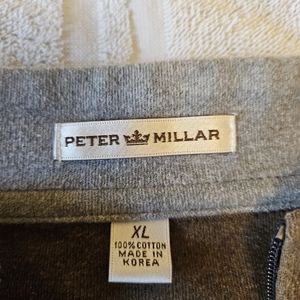 PETER MILLAR
XL
100% COTTON
MADE IN
KOREA